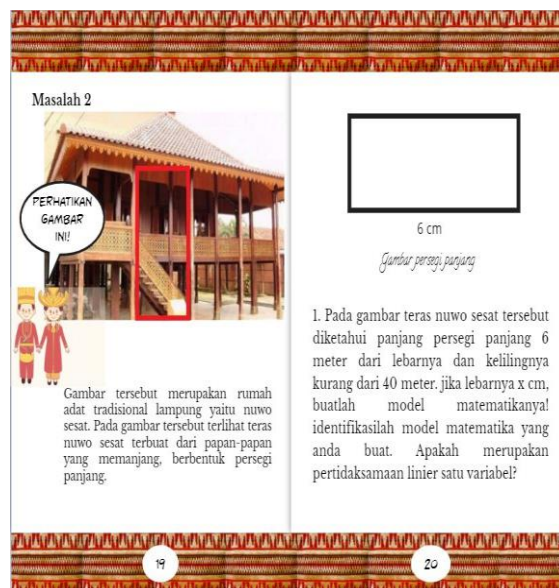 Masalah 2
PERHATIKAN
GAMBAR
INI!
Gambar tersebut merupakan rumah
adat tradisional lampung yaitu nuwo
sesat. Pada gambar tersebut terlihat teras
nuwo sesat terbuat dari papan-papan
yang memanjang, berbentuk persegi
panjang.
19
6 cm
Gambar persegi panjang
1. Pada gambar teras nuwo sesat tersebut
diketahui panjang persegi panjang 6
meter dari lebarnya dan kelilingnya
kurang dari 40 meter. jika lebarnya x cm,
buatlah model matematikanya!
identifikasilah model matematika yang
anda buat. Apakah merupakan
pertidaksamaan linier satu variabel?
20